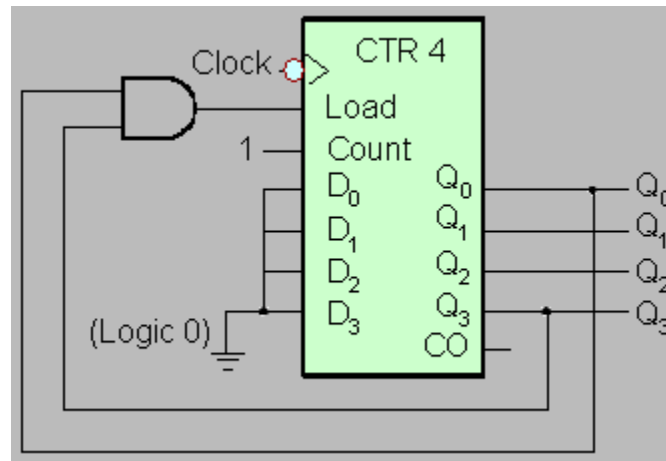 CTR 4
Clock
Load
1 Count
D0 Q0 Q0
D1 Q1 Q1
D2 Q2 Q2
D3 Q3 Q3
(Logic 0) CO